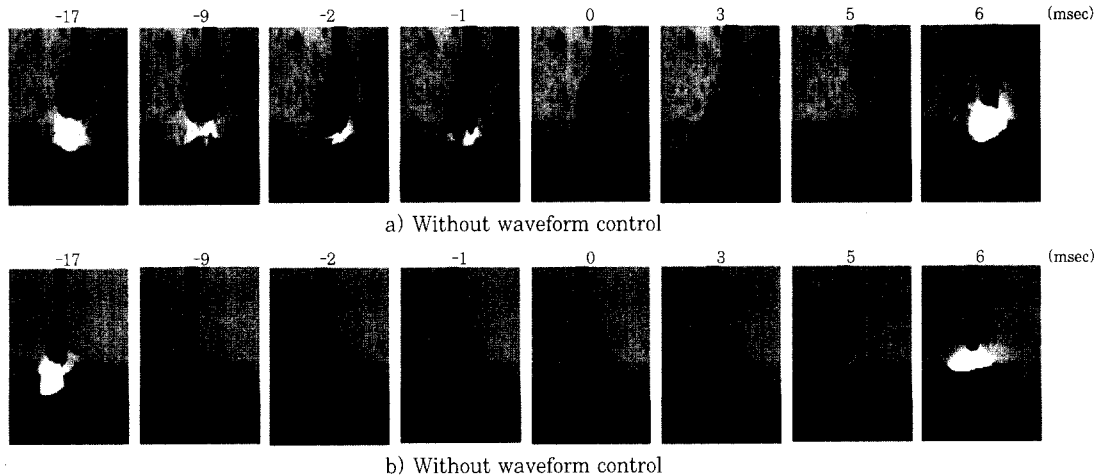 -17 -9 -2 -1 0 3 5 6 (msec)
a) Without waveform control
-17 -9 -2 -1 0 3 5 6 (msec)
b) Without waveform control